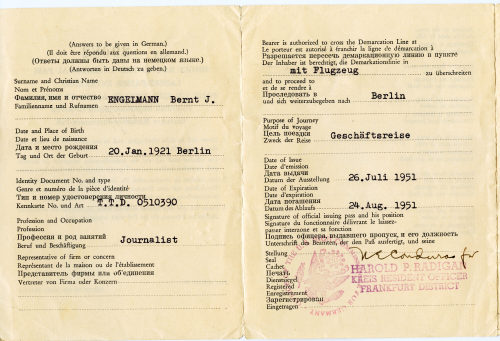 (Answers to be given in German.)
(Il doit être répondu aux questions en allemand.)
(Ответы должны быть даны на немецком языке.)
(Antworten in Deutsch zu geben.)
Surname and Christian Name
Nom et Prénoms
Фамилия, имя и отчество
Familienname und Rufnamen
ENGELMANN Bernt J.
Date and Place of Birth
Date et lieu de naissance
Дата и место рождения
Tag und Ort der Geburt
20.Jan.1921 Berlin
Identity Document No. and type
Genre et numéro de la pièce d'identité
Тип и номер удостоверения личности
Kennkarte No. und Art
T.T.D. 0510390
Profession and Occupation
Profession
Профессия и род занятий
Beruf und Beschäftigung
Journalist
Representative of firm or concern
Représentant de la maison ou de l'établissement
Представитель фирмы или объединения
Vertreter von Firma oder Konzern
Bearer is authorized to cross the Demarcation Line at
Le porteur est autorisé à franchir la ligne de démarcation à
Разрешается пересечь демаркационную линию в пункте
Der Inhaber ist berechtigt, die Demarkationslinie in
mit Flugzeug zu überschreiten
and to proceed to
et de se rendre à
Проследовать в
und sich weiterzubegeben nach
Berlin
Purpose of Journey
Motif du Voyage
Цель поездки
Zweck der Reise
Geschäftsreise
Date of Issue
Date d'émission
Дата выдачи
Datum der Ausstellung
26.Juli 1951
Date of Expiration
Date d'expiration
Дата погашения
Datum des Ablaufs
24.Aug. 1951
Signature of official issuing pass and his position
Signature du fonctionnaire délivrant le laissez-
passer interzone et sa fonction
Подпись офицера, выдавшего пропуск, и его должность
Unterschrift des Beamten, der den Paß ausfertigt, und seine
Stellung
Seal
Cachet
Печать
Dienstsiegel
Registered
Enregistrement
Зарегистрирован
Eingetragen
for
HAROLD P. RADIGAN
KREIS RESIDENT OFFICER
FRANKFURT DISTRICT